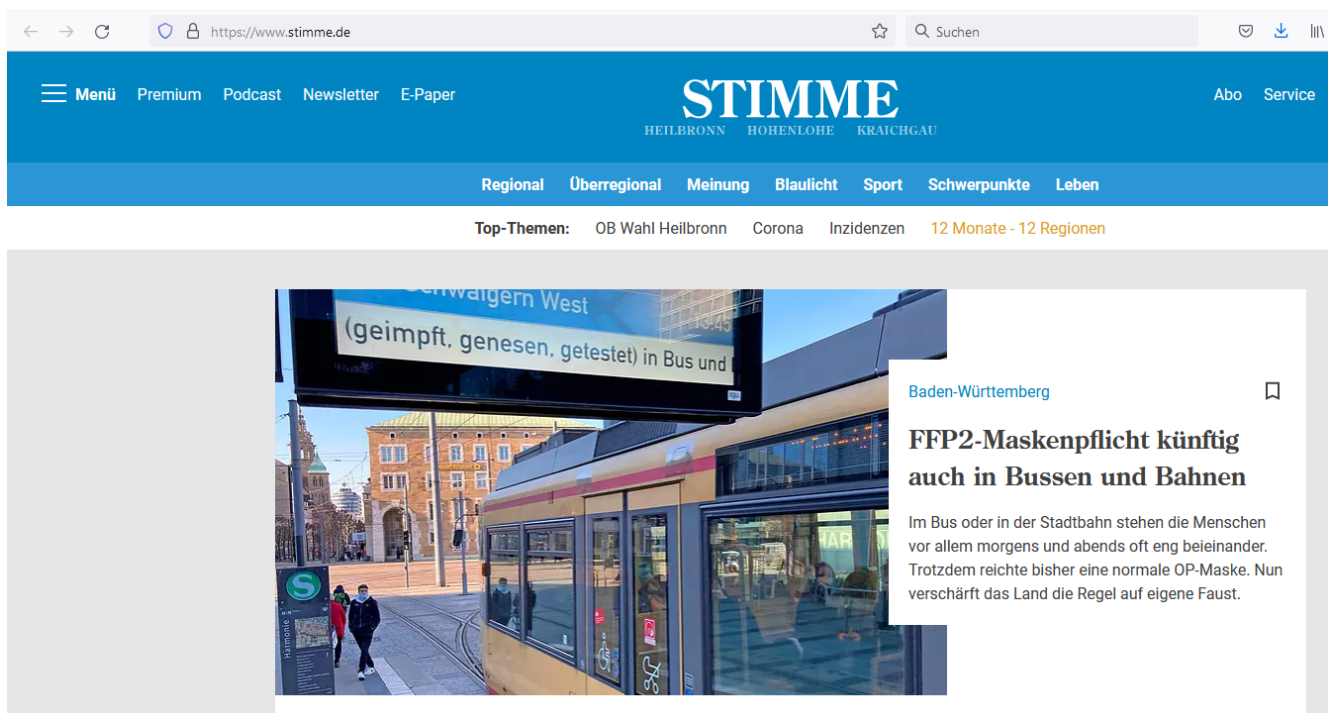 https://www.stimme.de
Suchen
Menü Premium Podcast Newsletter E-Paper
STIMME
HEILBRONN HOHENLOHE KRAICHGAU
Abo Service
Regional Überregional Meinung Blaulicht Sport Schwerpunkte Leben
Top-Themen: OB Wahl Heilbronn Corona Inzidenzen 12 Monate - 12 Regionen
Schwaigern West
13:45
(geimpft, genesen, getestet) in Bus und
S
Harmonie
Baden-Württemberg
FFP2-Maskenpflicht künftig
auch in Bussen und Bahnen
Im Bus oder in der Stadtbahn stehen die Menschen
vor allem morgens und abends oft eng beieinander.
Trotzdem reichte bisher eine normale OP-Maske. Nun
verschärft das Land die Regel auf eigene Faust.